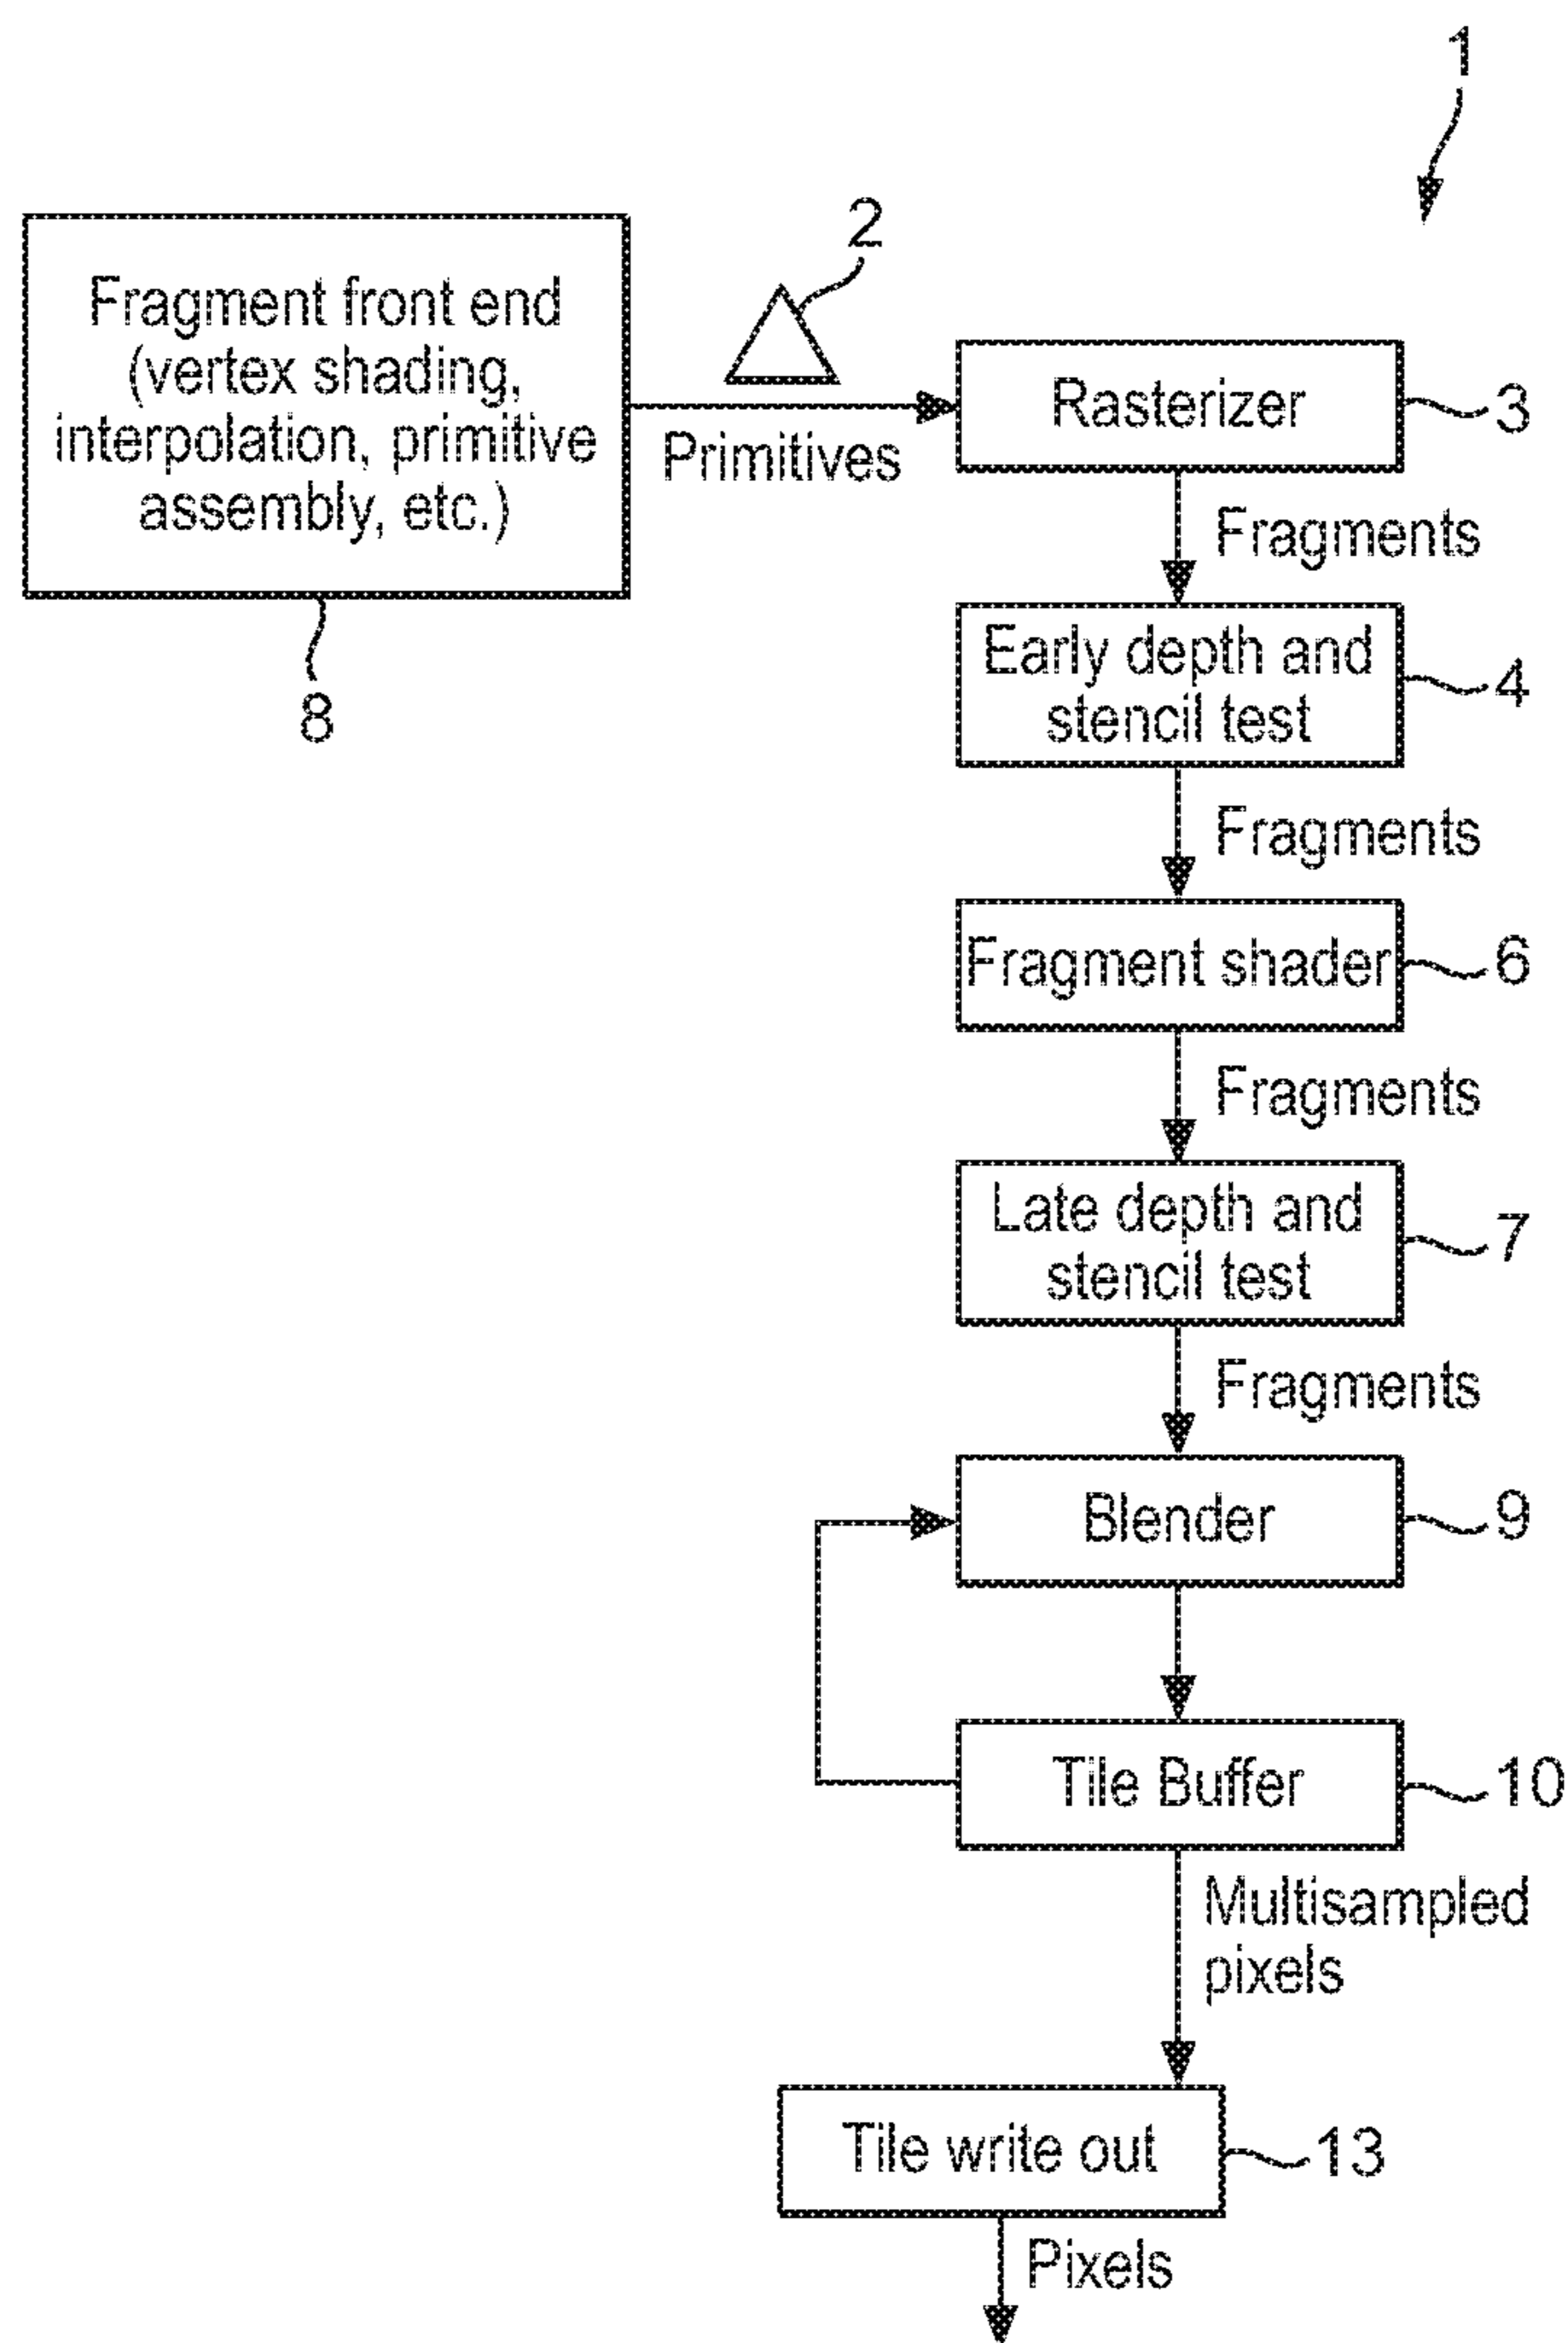 1
2
Fragment front end
(vertex shading,
interpolation, primitive
assembly, etc.)
8
Primitives
Rasterizer
3
Fragments
Early depth and
stencil test
4
Fragments
Fragment shader
6
Fragments
Late depth and
stencil test
7
Fragments
Blender
9
Tile Buffer
10
Multisampled
pixels
Tile write out
13
Pixels